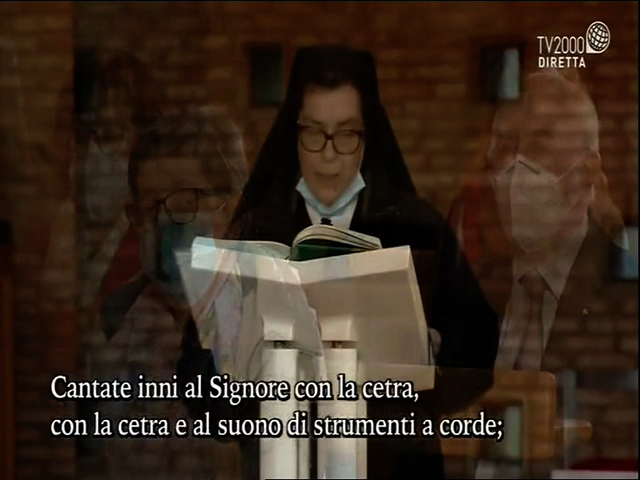 TV2000
DIRETTA
Cantate inni al Signore con la cetra,
con la cetra e al suono di strumenti a corde;